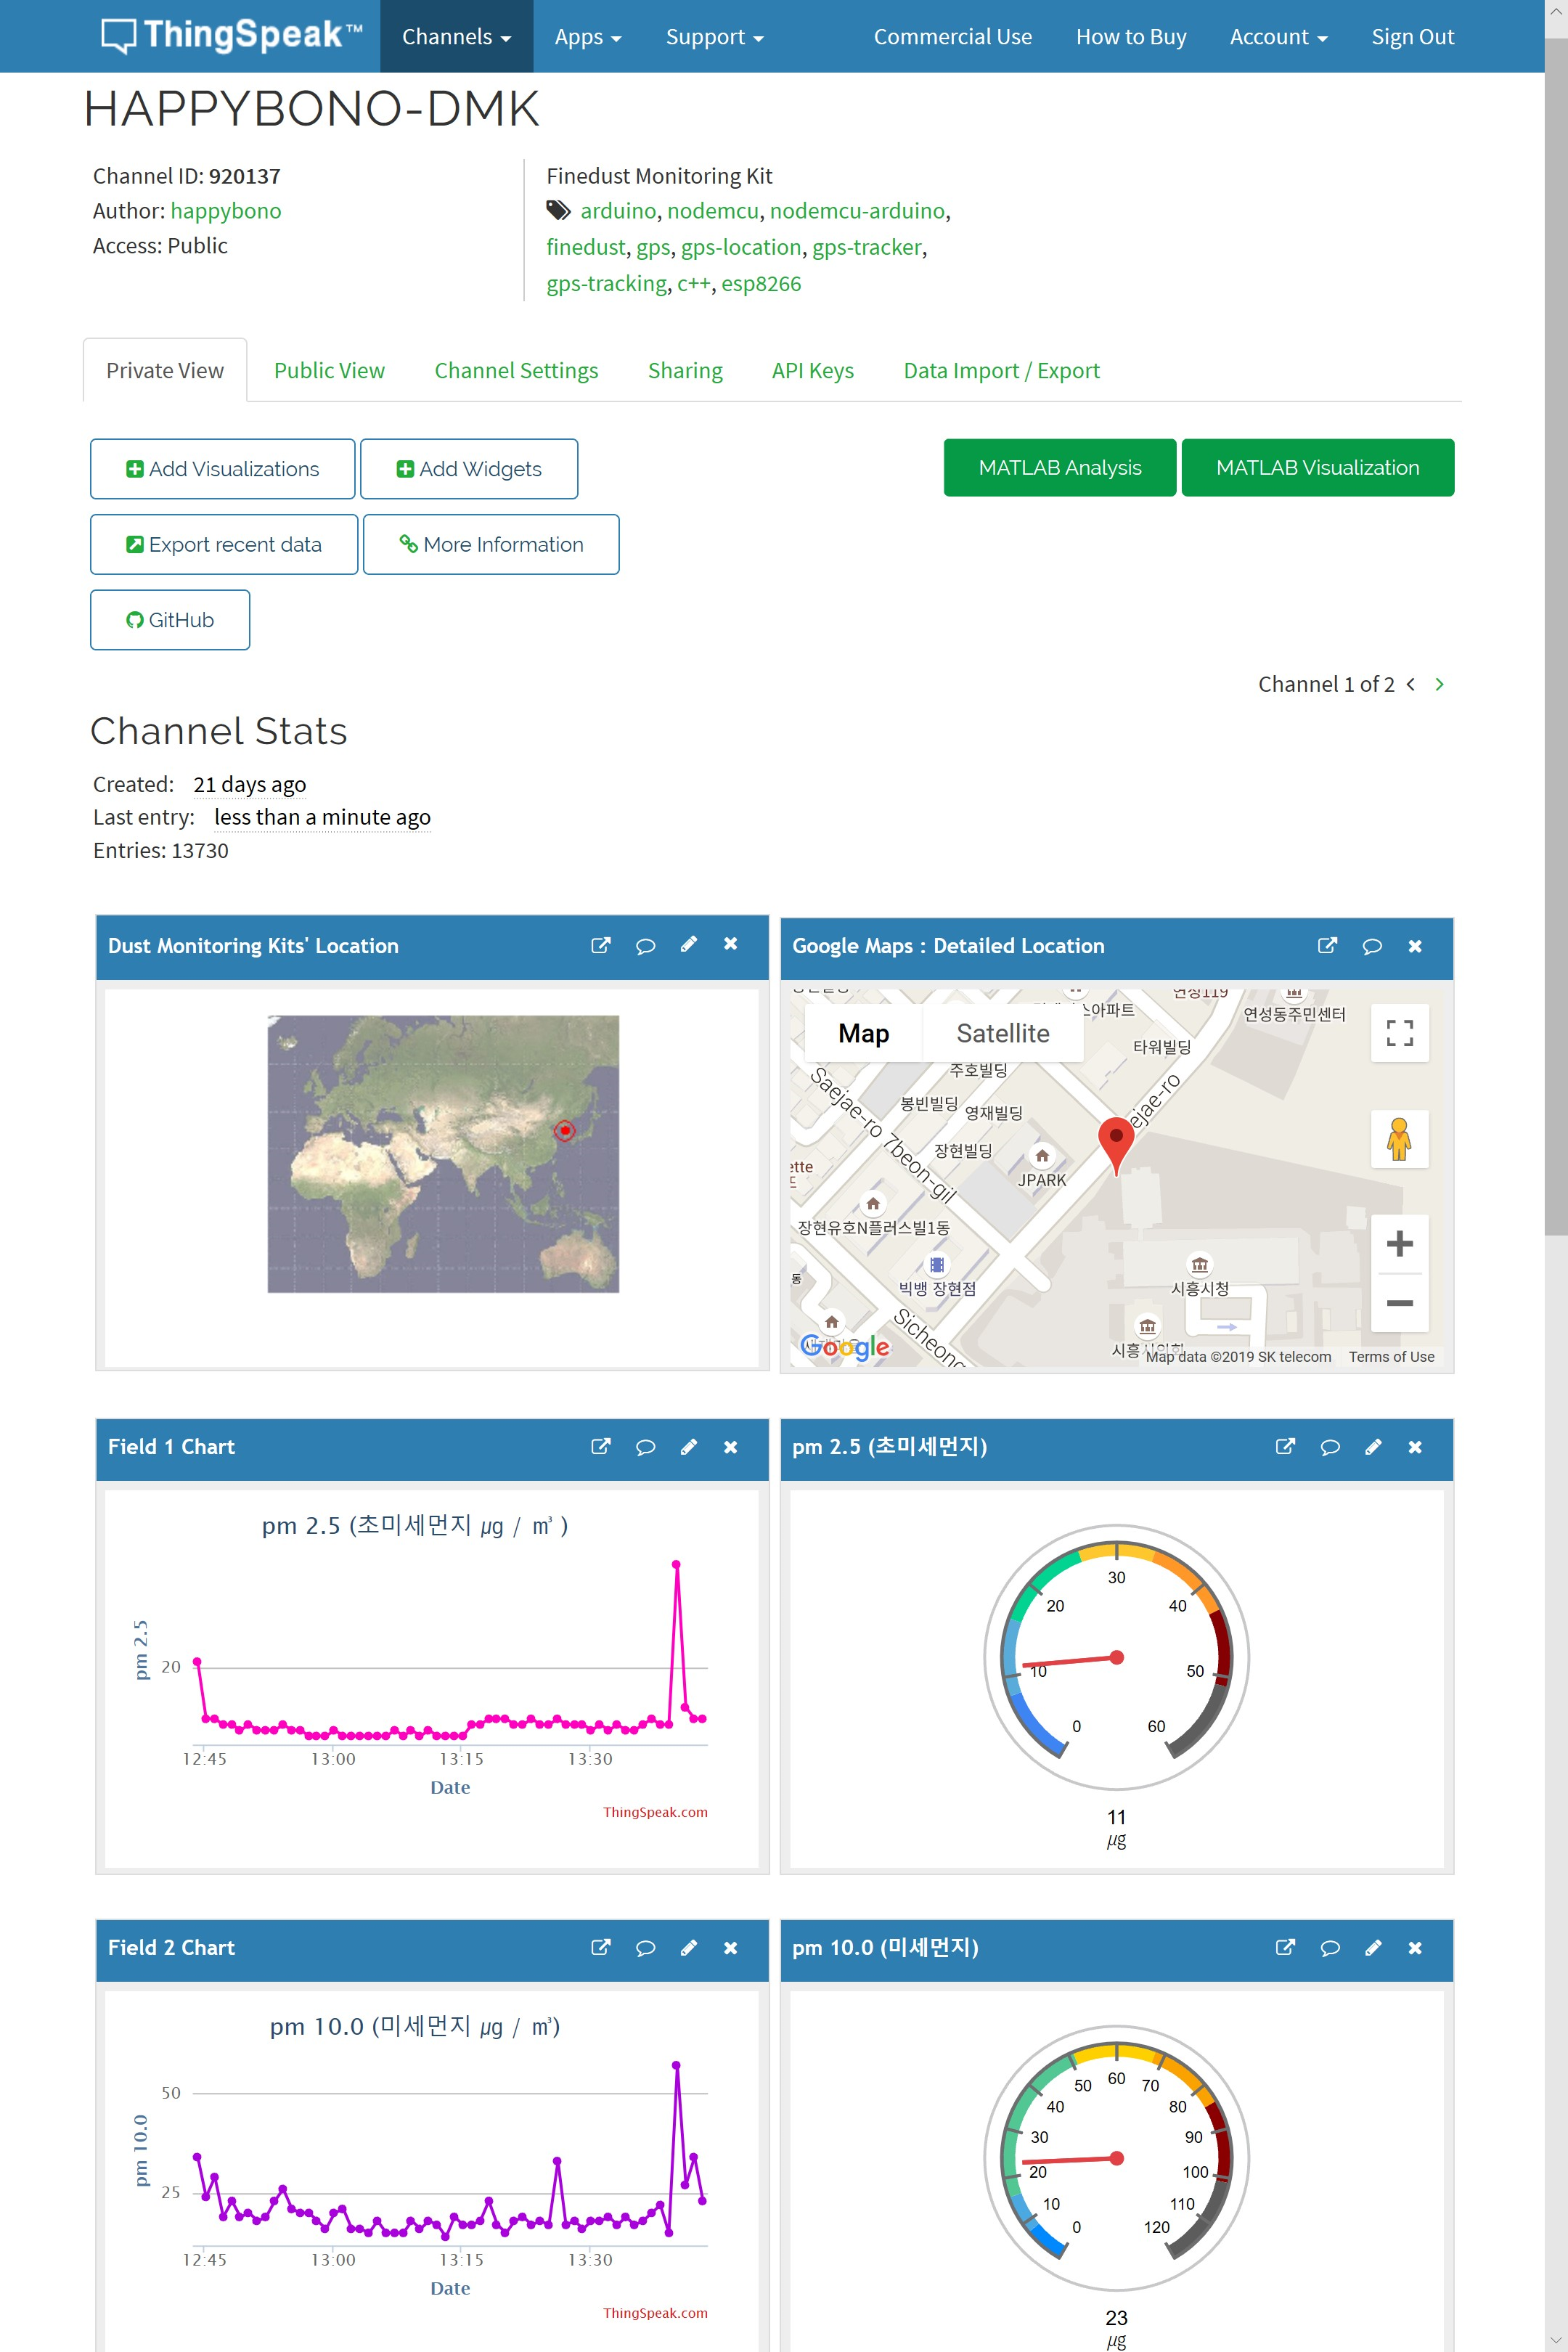 ThingSpeak™ Channels Apps Support Commercial Use How to Buy Account Sign Out
HAPPYBONO-DMK
Channel ID: 920137
Author: happybono
Access: Public
Finedust Monitoring Kit
arduino, nodemcu, nodemcu-arduino,
finedust, gps, gps-location, gps-tracker,
gps-tracking, c++, esp8266
Private View Public View Channel Settings Sharing API Keys Data Import / Export
Add Visualizations Add Widgets MATLAB Analysis MATLAB Visualization
Export recent data More Information
GitHub
Channel 1 of 2
Channel Stats
Created: 21 days ago
Last entry: less than a minute ago
Entries: 13730
Dust Monitoring Kits' Location
Google Maps : Detailed Location
연성119
연성동주민센터
스아파트
Map Satellite
타워빌딩
주호빌딩
Saejae-ro 7beon-gil
봉빈빌딩
영재빌딩
ejae-ro
장현빌딩
ette
JPARK
장현유호N플러스빌1동
동
빅뱅 장현점
시흥시청
Sicheong
Google
Map data ©2019 SK telecom Terms of Use
Field 1 Chart
pm 2.5 (초미세먼지 ㎍ / ㎥ )
pm 2.5
20
12:45 13:00 13:15 13:30
Date
ThingSpeak.com
pm 2.5 (초미세먼지)
30
20 40
10 50
0 60
11
㎍
Field 2 Chart
pm 10.0 (미세먼지 ㎍ / ㎥)
pm 10.0
50
25
12:45 13:00 13:15 13:30
Date
ThingSpeak.com
pm 10.0 (미세먼지)
50 60 70
40 80
30 90
20 100
10 110
0 120
23
㎍